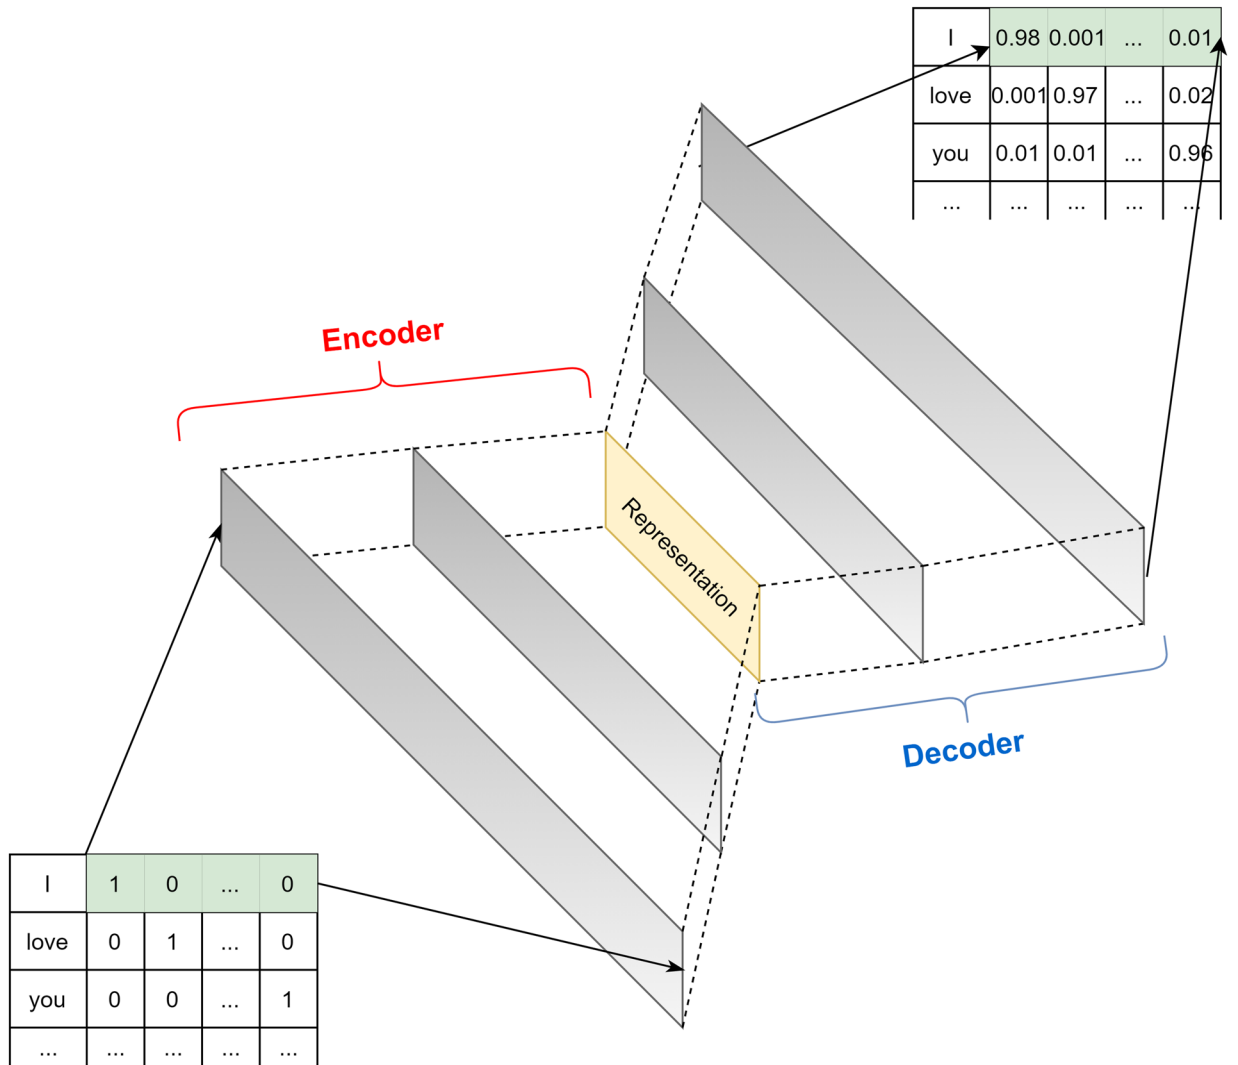 I 0.98 0.001 ... 0.01
love 0.001 0.97 ... 0.02
you 0.01 0.01 ... 0.96
... ... ... ... ...
Encoder
Representation
Decoder
I 1 0 ... 0
love 0 1 ... 0
you 0 0 ... 1
... ... ... ... ...